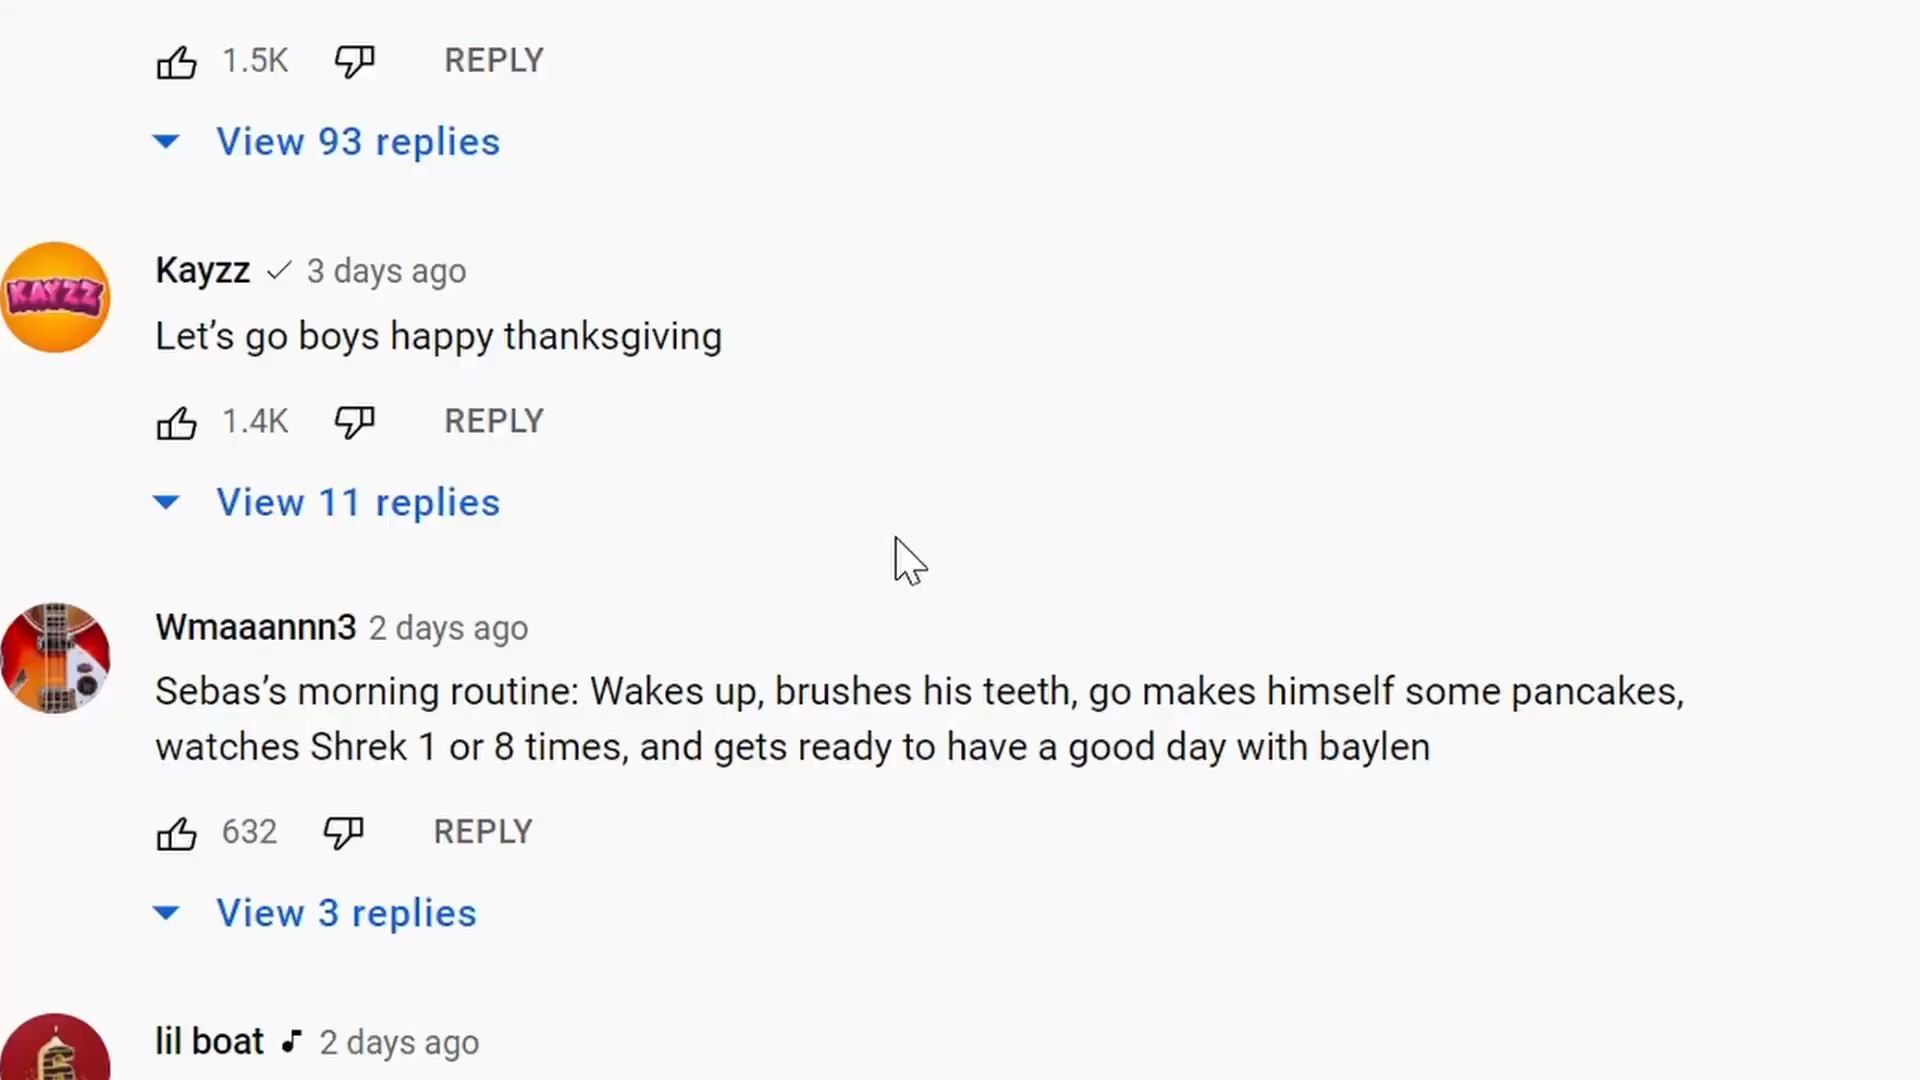 1.5K REPLY
View 93 replies
KAYZZ
Kayzz 3 days ago
Let’s go boys happy thanksgiving
1.4K REPLY
View 11 replies
Wmaaannn3 2 days ago
Sebas’s morning routine: Wakes up, brushes his teeth, go makes himself some pancakes,
watches Shrek 1 or 8 times, and gets ready to have a good day with baylen
632 REPLY
View 3 replies
lil boat 2 days ago